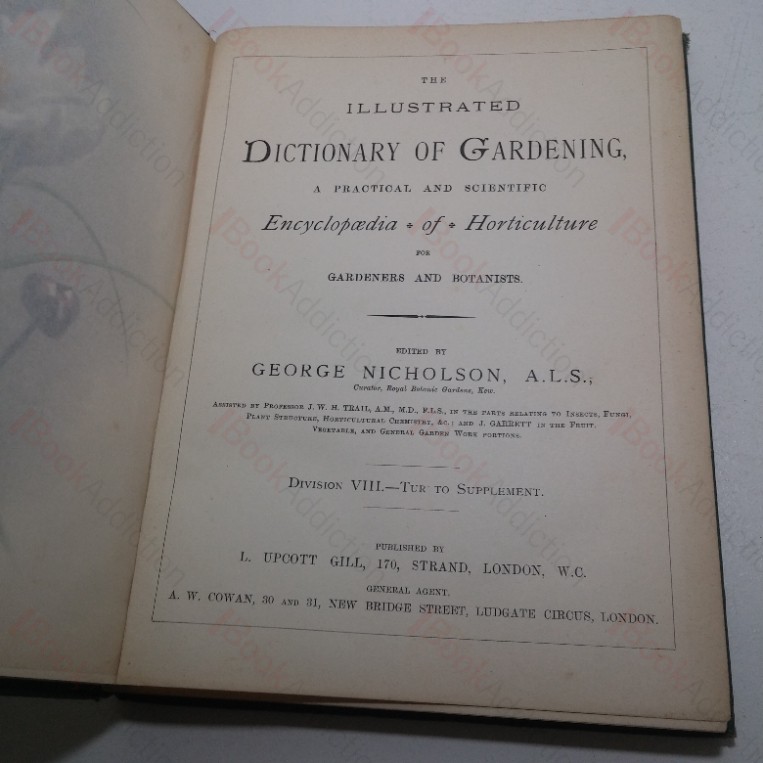 THE
ILLUSTRATED
DICTIONARY OF GARDENING,
A PRACTICAL AND SCIENTIFIC
Encyclopædia of Horticulture
FOR
GARDENERS AND BOTANISTS.
EDITED BY
GEORGE NICHOLSON, A.L.S.,
Curator, Royal Botanic Gardens, Kew.
ASSISTED BY PROFESSOR J. W. H. TRAIL, A.M., M.D., F.L.S., IN THE PARTS RELATING TO INSECTS, FUNGI,
PLANT STRUCTURE, HORTICULTURAL CHEMISTRY, &C.; AND J. GARRETT IN THE FRUIT,
VEGETABLE, AND GENERAL GARDEN WORK PORTIONS.
DIVISION VIII.—TUR TO SUPPLEMENT.
PUBLISHED BY
L. UPCOTT GILL, 170, STRAND, LONDON, W.C.
GENERAL AGENT.
A. W. COWAN, 30 AND 31, NEW BRIDGE STREET, LUDGATE CIRCUS, LONDON.
BookAddiction